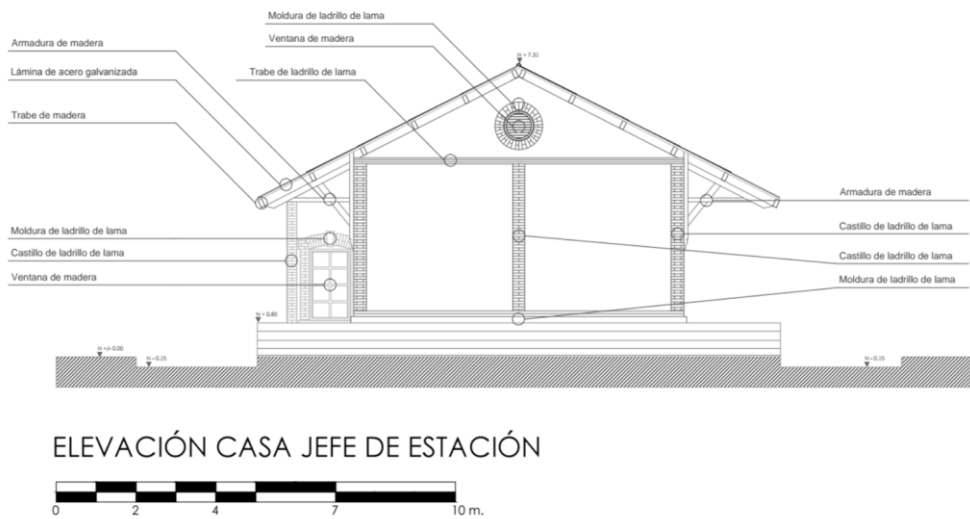 Moldura de ladrillo de lama
Armadura de madera
Ventana de madera
Lámina de acero galvanizada
Trabe de ladrillo de lama
Trabe de madera
Armadura de madera
Moldura de ladrillo de lama
Castillo de ladrillo de lama
Castillo de ladrillo de lama
Castillo de ladrillo de lama
Ventana de madera
Moldura de ladrillo de lama
N +/- 0.00
ELEVACIÓN CASA JEFE DE ESTACIÓN
0 2 4 7 10 m.